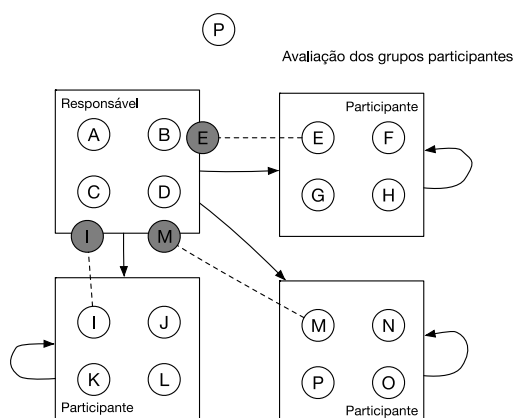 P
Avaliação dos grupos participantes
Responsável
A B E
C D
I M
Participante
E F
G H
I J
K L
Participante
M N
P O
Participante